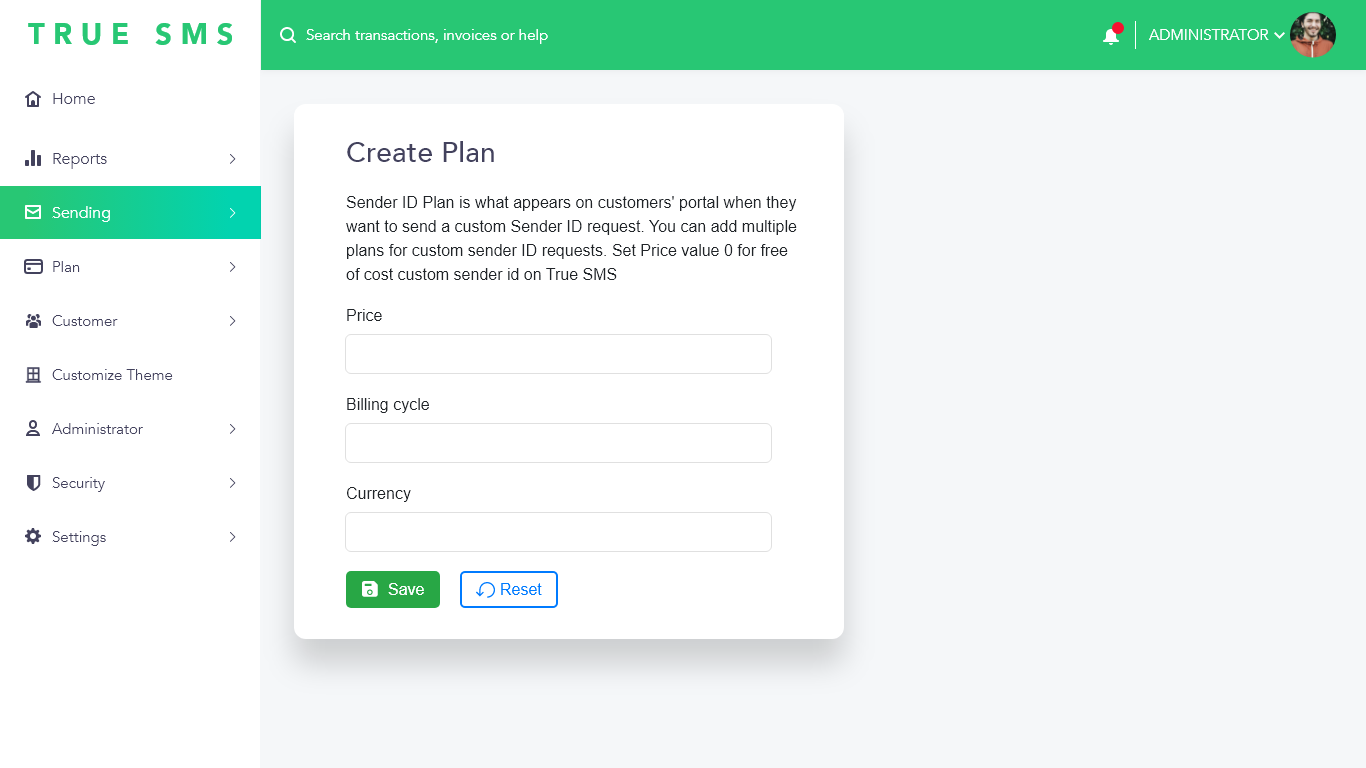 TRUE SMS
Search transactions, invoices or help
ADMINISTRATOR
Home
Reports
Sending
Plan
Customer
Customize Theme
Administrator
Security
Settings
Create Plan
Sender ID Plan is what appears on customers' portal when they
want to send a custom Sender ID request. You can add multiple
plans for custom sender ID requests. Set Price value 0 for free
of cost custom sender id on True SMS
Price
Billing cycle
Currency
Save
Reset